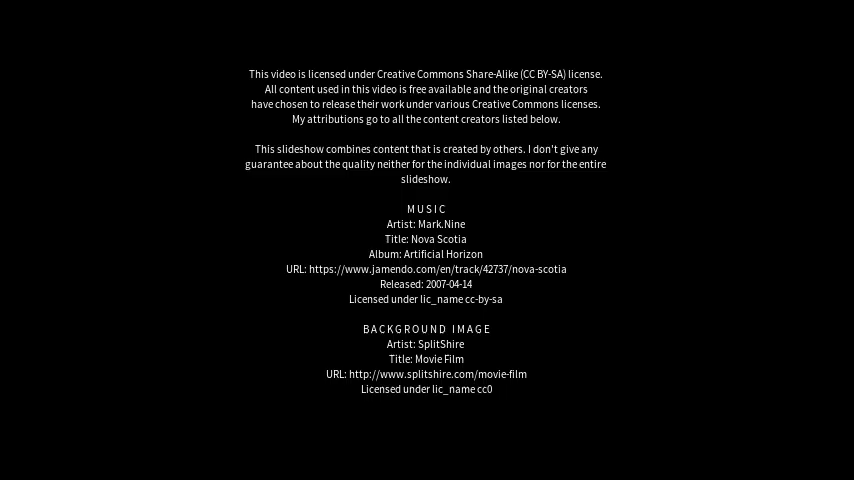 This video is licensed under Creative Commons Share-Alike (CC BY-SA) license.
All content used in this video is free available and the original creators
have chosen to release their work under various Creative Commons licenses.
My attributions go to all the content creators listed below.
This slideshow combines content that is created by others. I don't give any
guarantee about the quality neither for the individual images nor for the entire
slideshow.
MUSIC
Artist: Mark.Nine
Title: Nova Scotia
Album: Artificial Horizon
URL: https://www.jamendo.com/en/track/42737/nova-scotia
Released: 2007-04-14
Licensed under lic_name cc-by-sa
BACKGROUND IMAGE
Artist: SplitShire
Title: Movie Film
URL: http://www.splitshire.com/movie-film
Licensed under lic_name cc0